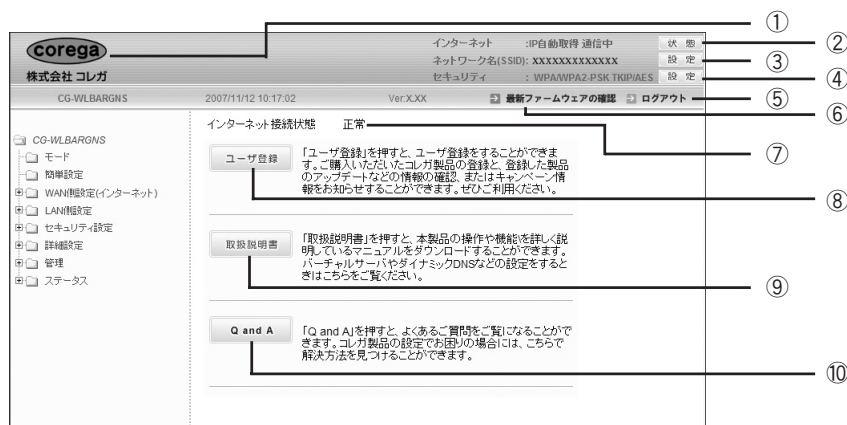 ①
corega
インターネット :IP自動取得 通信中 状 態 ②
ネットワーク名(SSID): XXXXXXXXXXXXX 設 定 ③
株式会社 コレガ セキュリティ : WPA/WPA2-PSK TKIP/AES 設 定 ④
CG-WLBARGNS 2007/11/12 10:17:02 Ver:X.XX 最新ファームウェアの確認 ログアウト ⑤
⑥
インターネット接続状態 正常
⑦
CG-WLBARGNS
モード
簡単設定
WAN側設定(インターネット)
LAN側設定
セキュリティ設定
詳細設定
管理
ステータス
ユーザ登録
「ユーザ登録」を押すと、ユーザ登録をすることができま
す。ご購入いただいたコレガ製品の登録と、登録した製品
のアップデートなどの情報の確認、またはキャンペーン情
報をお知らせすることができます。ぜひご利用ください。
⑧
取扱説明書
「取扱説明書」を押すと、本製品の操作や機能を詳しく説
明しているマニュアルをダウンロードすることができます。
バーチャルサーバやダイナミックDNSなどの設定をすると
きはこちらをご覧ください。
⑨
Q and A
「Q and A」を押すと、よくあるご質問をご覧になることがで
きます。コレガ製品の設定でお困りの場合には、こちらで
解決方法を見つけることができます。
⑩